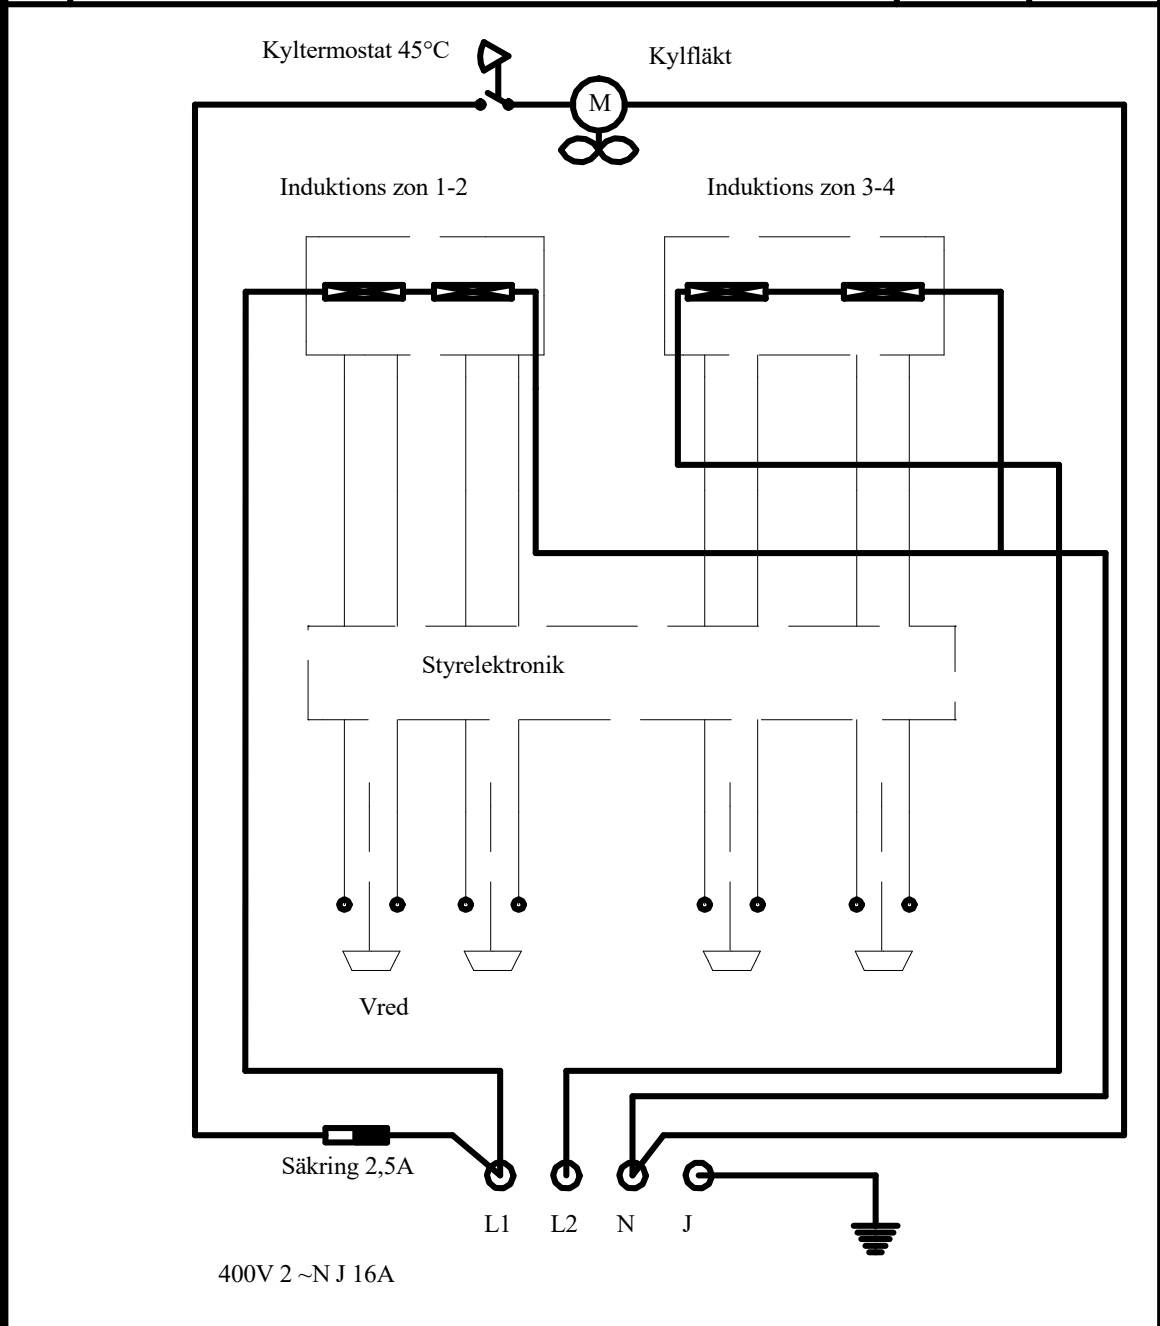 Kyltermostat 45°C
Kylfläkt
M
Induktions zon 1-2
Induktions zon 3-4
Styrelektronik
Vred
Säkring 2,5A
L1 L2 N J
400V 2 ~N J 16A